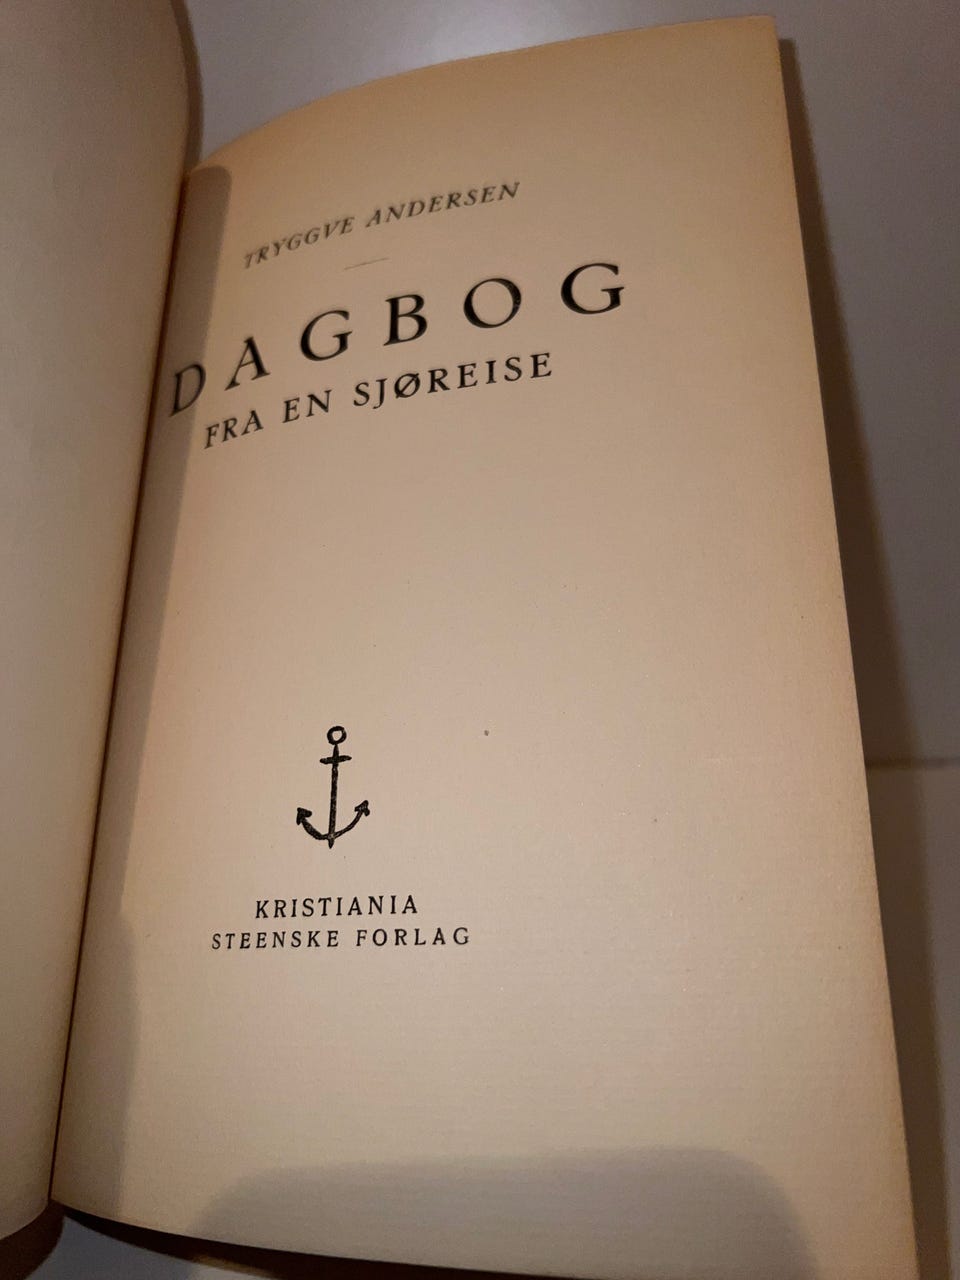 TRYGGVE ANDERSEN
DAGBOG
FRA EN SJØREISE
KRISTIANIA
STEENSKE FORLAG